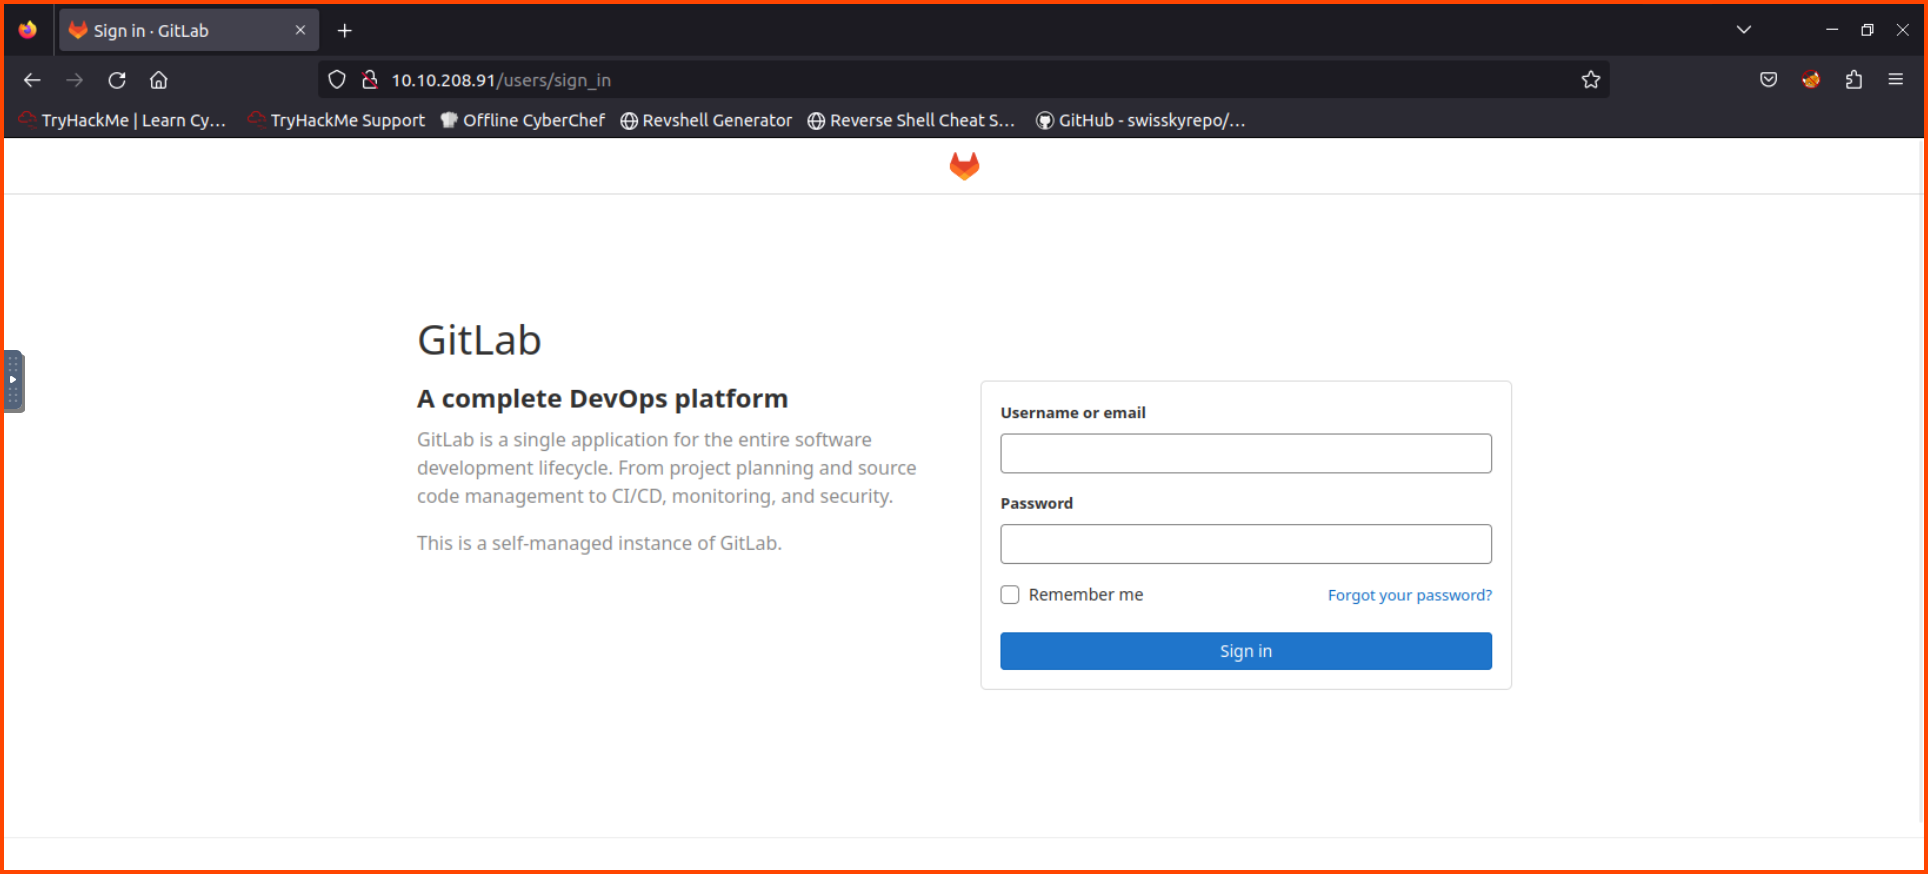 Sign in · GitLab
10.10.208.91/users/sign_in
TryHackMe | Learn Cy… TryHackMe Support Offline CyberChef Revshell Generator Reverse Shell Cheat S… GitHub - swisskyrepo/…
GitLab
A complete DevOps platform
GitLab is a single application for the entire software
development lifecycle. From project planning and source
code management to CI/CD, monitoring, and security.
This is a self-managed instance of GitLab.
Username or email
Password
Remember me Forgot your password?
Sign in